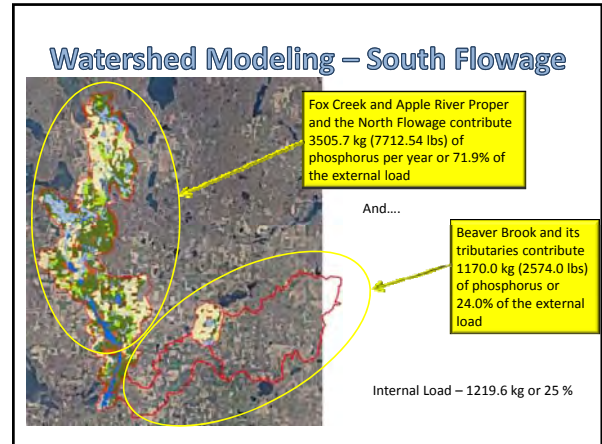 Watershed Modeling – South Flowage
Fox Creek and Apple River Proper
and the North Flowage contribute
3505.7 kg (7712.54 lbs) of
phosphorus per year or 71.9% of
the external load
And....
Beaver Brook and its
tributaries contribute
1170.0 kg (2574.0 lbs)
of phosphorus or
24.0% of the external
load
Internal Load – 1219.6 kg or 25 %